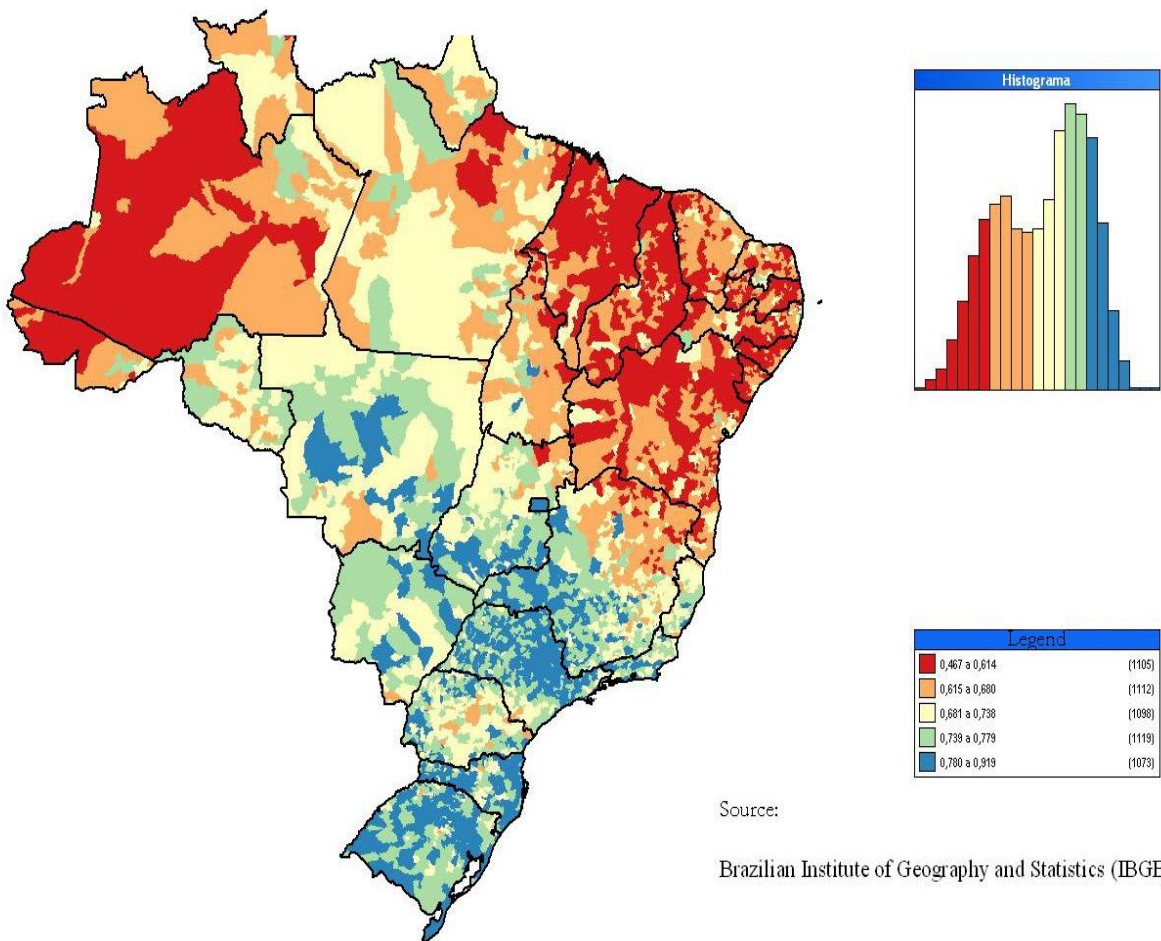 Histograma
Legend
0,467 a 0,614 (1105)
0,615 a 0,680 (1112)
0,681 a 0,738 (1098)
0,739 a 0,779 (1119)
0,780 a 0,919 (1073)
Source:
Brazilian Institute of Geography and Statistics (IBGE